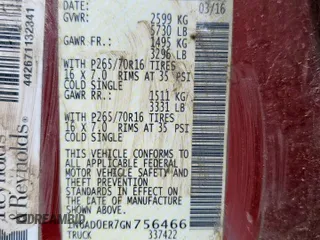 DATE: 03/16
GVWR: 2599 KG
5730 LB
GAWR FR.: 1495 KG
3296 LB
WITH P265/70R16 TIRES
16 X 7.0 RIMS AT 35 PSI
COLD SINGLE
GAWR RR.: 1511 KG
3331 LB
WITH P265/70R16 TIRES
16 X 7.0 RIMS AT 35 PSI
COLD SINGLE
THIS VEHICLE CONFORMS TO
ALL APPLICABLE FEDERAL
MOTOR VEHICLE SAFETY AND
THEFT PREVENTION
STANDARDS IN EFFECT ON
THE DATE OF MANUFACTURE
SHOWN ABOVE
1N6AD0ER7GN756466
TRUCK 337422
442671132341
Reynolds
& Reynolds®
DREAMBID